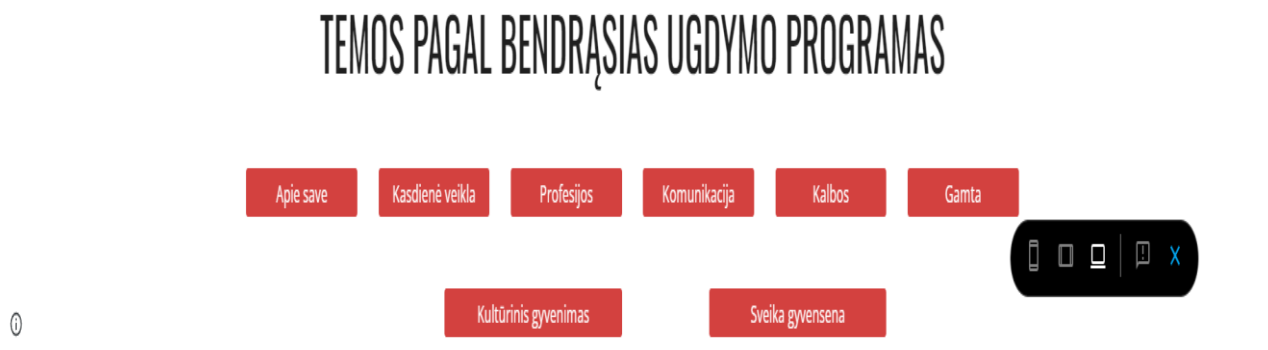 TEMOS PAGAL BENDRĄSIAS UGDYMO PROGRAMAS
Apie save Kasdienė veikla Profesijos Komunikacija Kalbos Gamta
Kultūrinis gyvenimas Sveika gyvensena